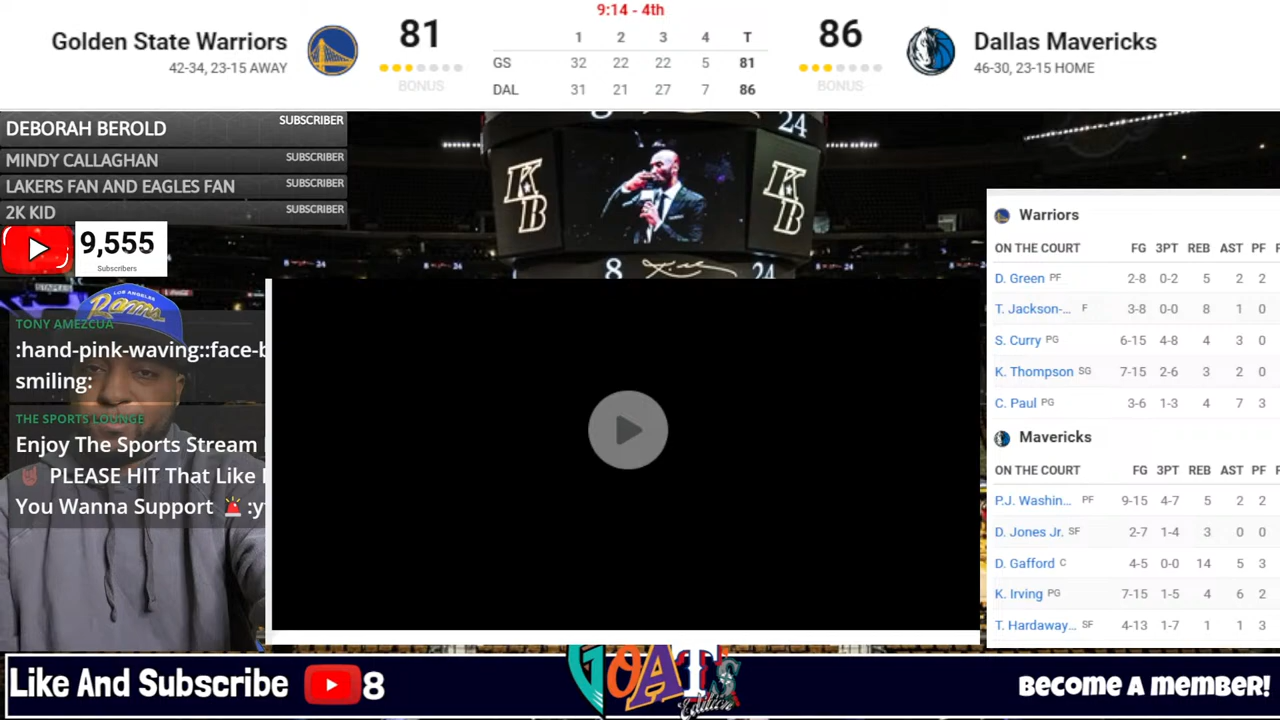 9:14 - 4th
Golden State Warriors
42-34, 23-15 AWAY
81
BONUS
1 2 3 4 T
GS 32 22 22 5 81
DAL 31 21 27 7 86
86
BONUS
Dallas Mavericks
46-30, 23-15 HOME
DEBORAH BEROLD SUBSCRIBER
MINDY CALLAGHAN SUBSCRIBER
LAKERS FAN AND EAGLES FAN SUBSCRIBER
2K KID SUBSCRIBER
9,555
Subscribers
24
KB
KB
8 24
STAPLES
LOS ANGELES
Rams
TONY AMEZCUA
:hand-pink-waving::face-b
smiling:
THE SPORTS LOUNGE
Enjoy The Sports Stream
PLEASE HIT That Like
You Wanna Support 🚨 :y
Warriors
ON THE COURT FG 3PT REB AST PF
D. Green PF 2-8 0-2 5 2 2
T. Jackson-... F 3-8 0-0 8 1 0
S. Curry PG 6-15 4-8 4 3 0
K. Thompson SG 7-15 2-6 3 2 0
C. Paul PG 3-6 1-3 4 7 3
Mavericks
ON THE COURT FG 3PT REB AST PF
P.J. Washin... PF 9-15 4-7 5 2 2
D. Jones Jr. SF 2-7 1-4 3 0 0
D. Gafford C 4-5 0-0 14 5 3
K. Irving PG 7-15 1-5 4 6 2
T. Hardaway... SF 4-13 1-7 1 1 3
Like And Subscribe 8
GOATS
Edition
Become a member!